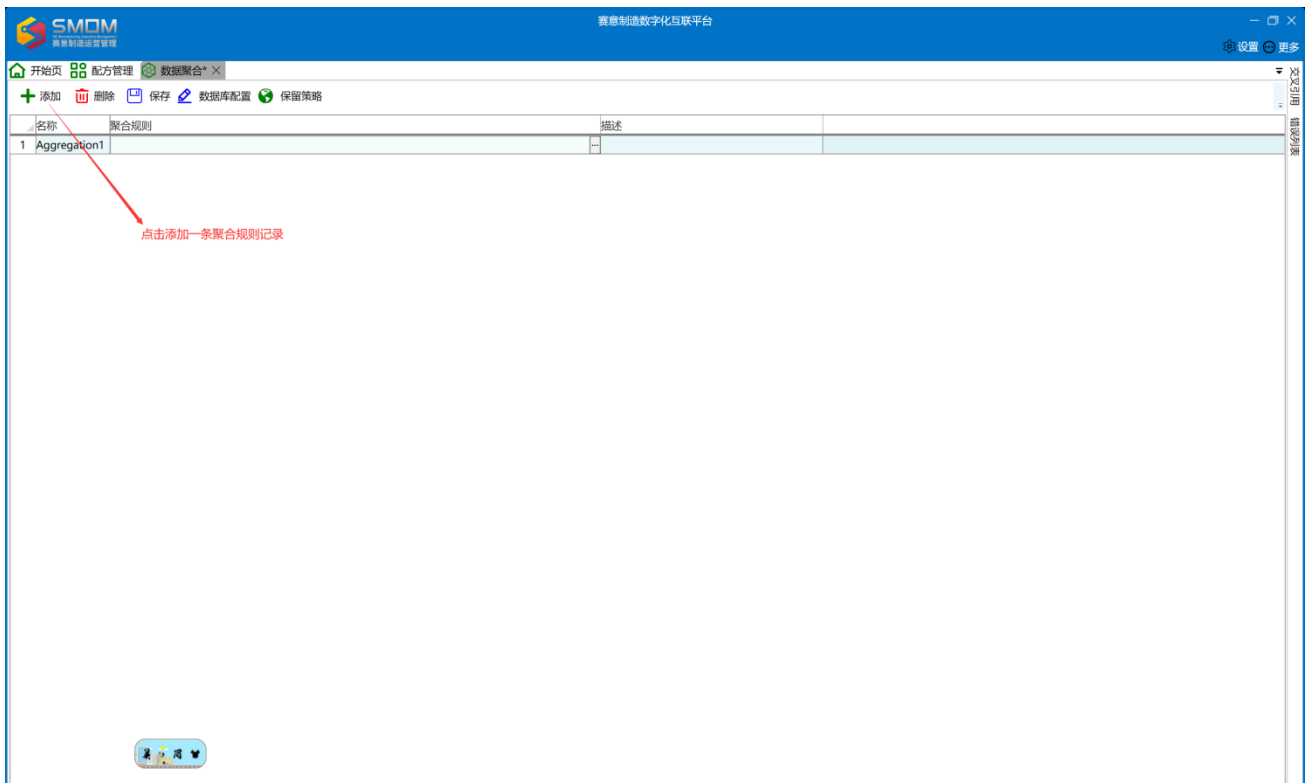 SMOM
赛意制造运营管理
赛意制造数字化互联平台
设置 更多
开始页 配方管理 数据聚合*
添加 删除 保存 数据库配置 保留策略
名称 聚合规则 描述
1 Aggregation1 ...
点击添加一条聚合规则记录
交叉引用
错误列表